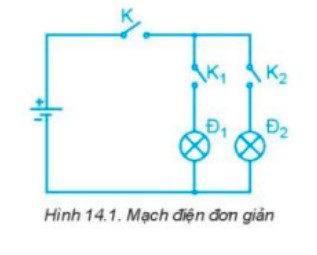 K
K₁ K₂
Đ₁ Đ₂
+
-
Hình 14.1. Mạch điện đơn giản